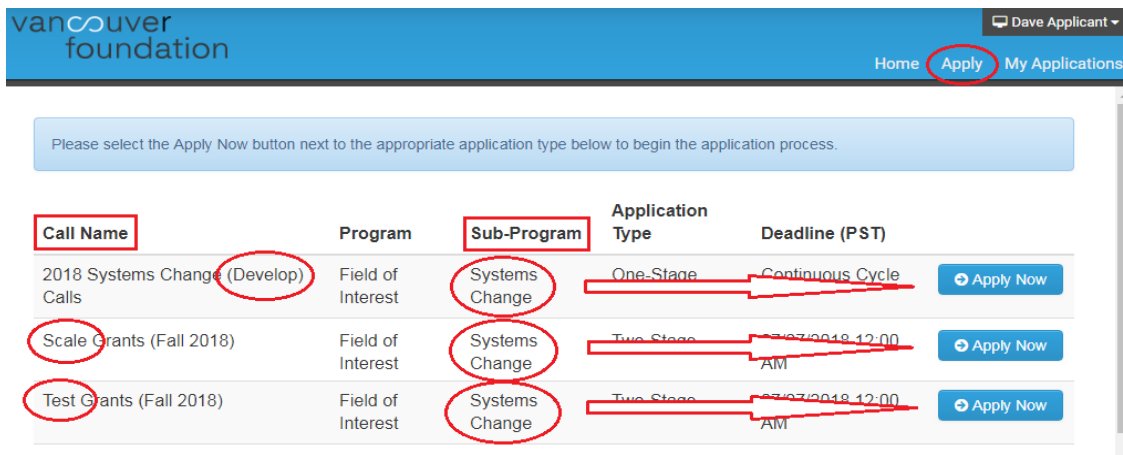 vancouver
foundation
Dave Applicant
Home Apply My Applications
Please select the Apply Now button next to the appropriate application type below to begin the application process.
Application
Call Name Program Sub-Program Type Deadline (PST)
2018 Systems Change (Develop) Field of Systems One-Stage Continuous Cycle Apply Now
Calls Interest Change
Scale Grants (Fall 2018) Field of Systems Two-Stage 12:00 Apply Now
Interest Change AM
Test Grants (Fall 2018) Field of Systems Two-Stage 12:00 Apply Now
Interest Change AM